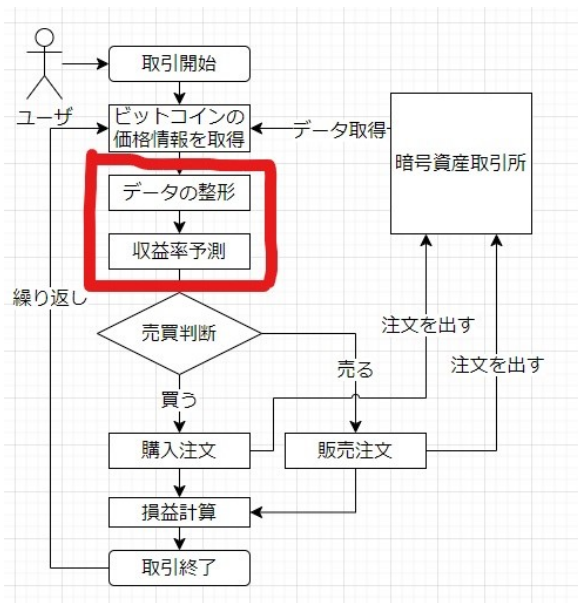 取引開始
ユーザ
ビットコインの
価格情報を取得
データ取得
暗号資産取引所
データの整形
収益率予測
繰り返し
売買判断
注文を出す
注文を出す
売る
買う
購入注文
販売注文
損益計算
取引終了